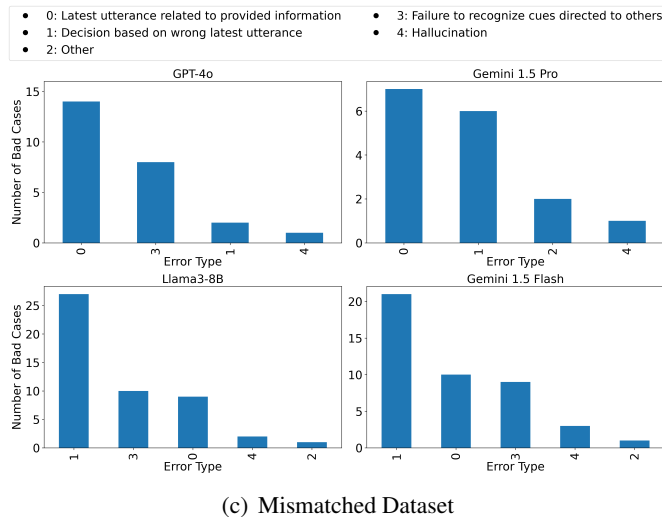 0: Latest utterance related to provided information
1: Decision based on wrong latest utterance
2: Other
3: Failure to recognize cues directed to others
4: Hallucination
GPT-4o
15
10
5
0
Number of Bad Cases
0 3 1 4
Error Type
Gemini 1.5 Pro
6
4
2
0
0 1 2 4
Error Type
Llama3-8B
25
20
15
10
5
0
Number of Bad Cases
1 3 0 4 2
Error Type
Gemini 1.5 Flash
20
15
10
5
0
1 0 3 4 2
Error Type
(c) Mismatched Dataset